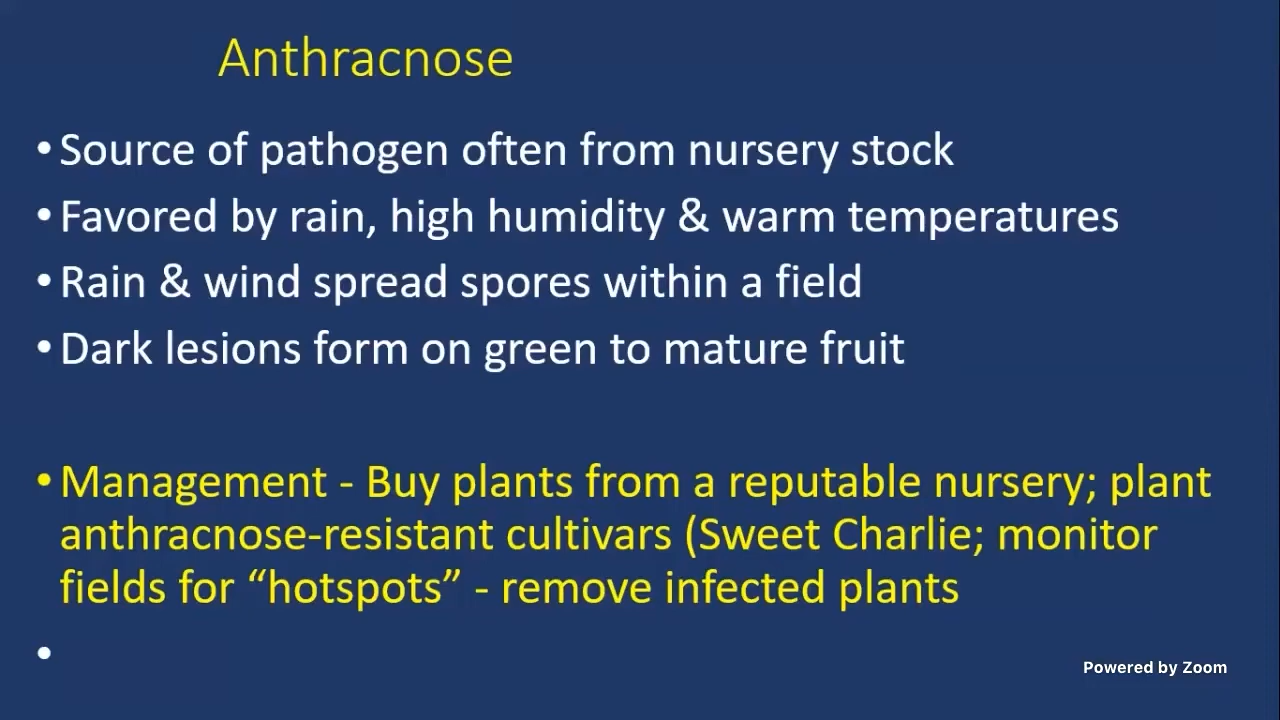 Anthracnose
• Source of pathogen often from nursery stock
• Favored by rain, high humidity & warm temperatures
• Rain & wind spread spores within a field
• Dark lesions form on green to mature fruit
• Management - Buy plants from a reputable nursery; plant
anthracnose-resistant cultivars (Sweet Charlie; monitor
fields for “hotspots” - remove infected plants
•
Powered by Zoom